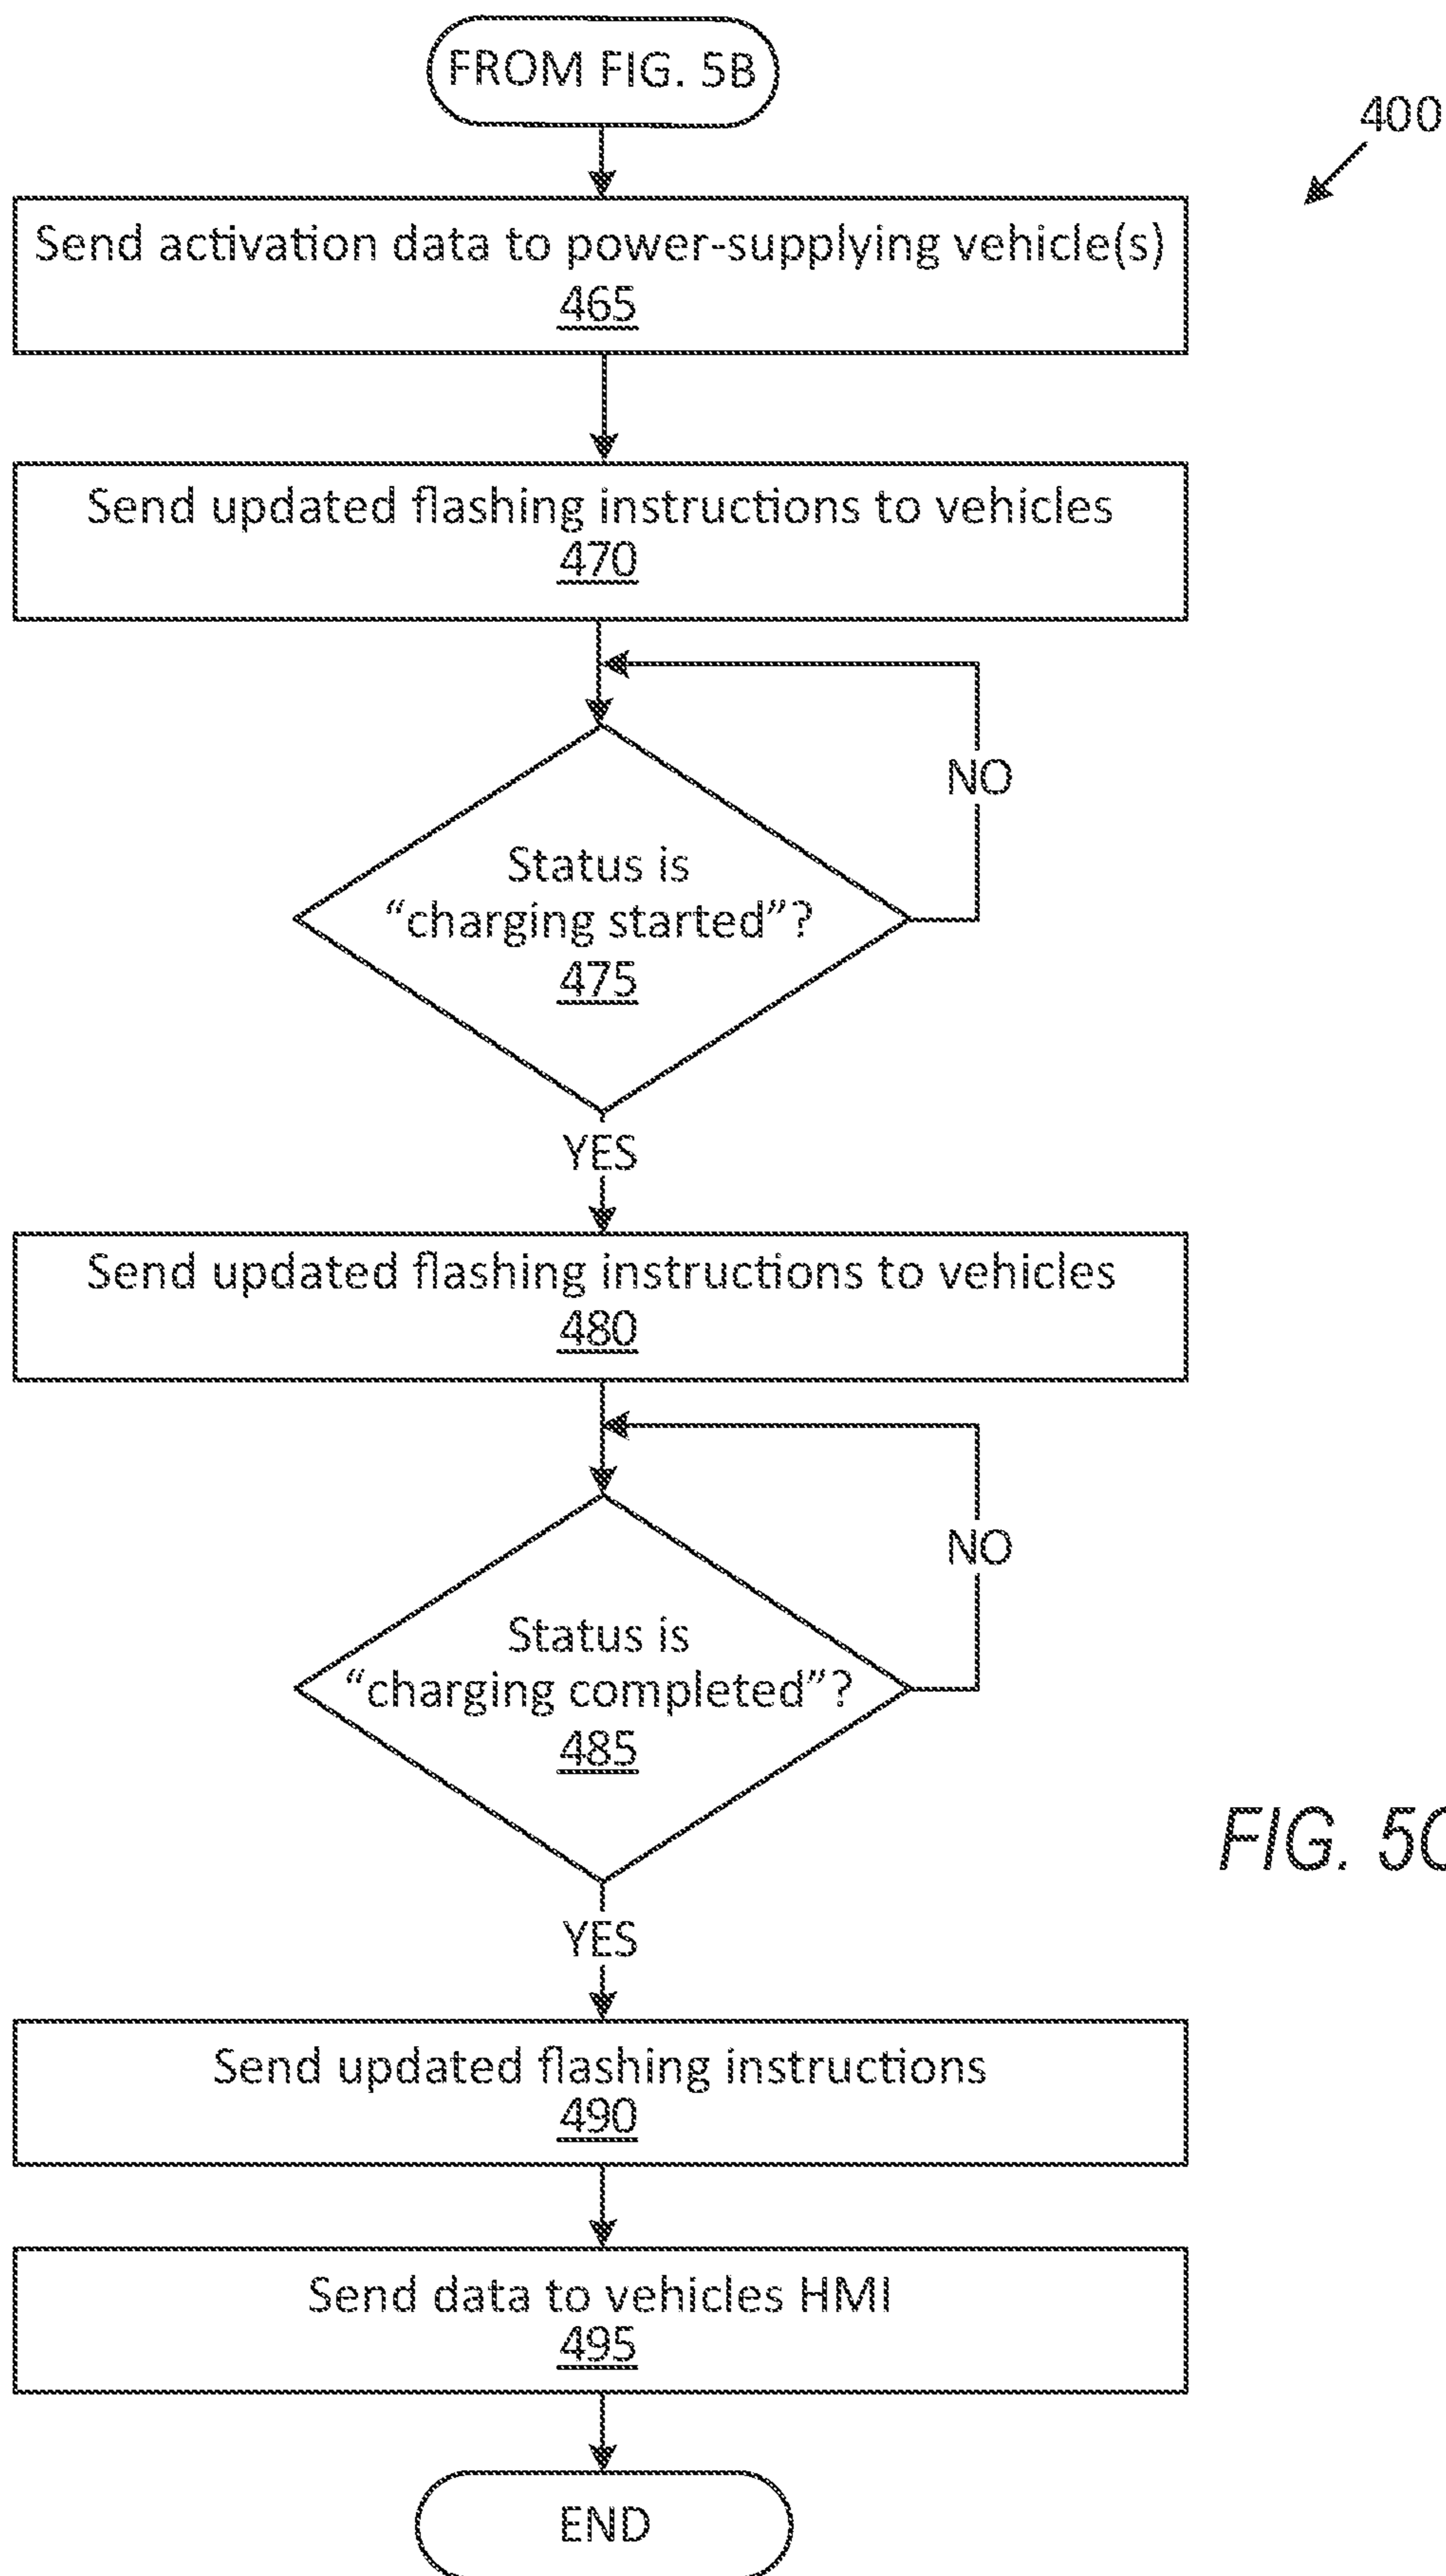 FROM FIG. 5B
400
Send activation data to power-supplying vehicle(s)
465
Send updated flashing instructions to vehicles
470
NO
Status is
“charging started”?
475
YES
Send updated flashing instructions to vehicles
480
NO
Status is
“charging completed”?
485
FIG. 5C
YES
Send updated flashing instructions
490
Send data to vehicles HMI
495
END